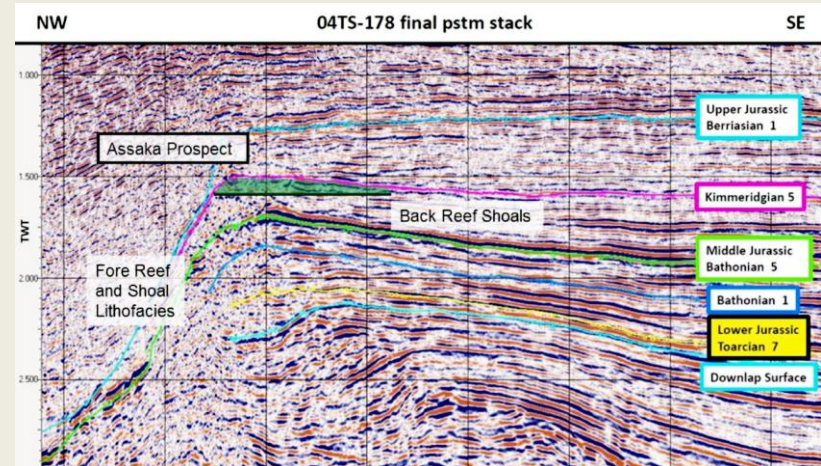 NW
04TS-178 final pstm stack
SE
1.000
Upper Jurassic
Berriasian 1
Assaka Prospect
1.500
Kimmeridgian 5
TWT
Back Reef Shoals
Middle Jurassic
Bathonian 5
Fore Reef
and Shoal
Lithofacies
2.000
Bathonian 1
Lower Jurassic
Toarcian 7
Downlap Surface
2.500